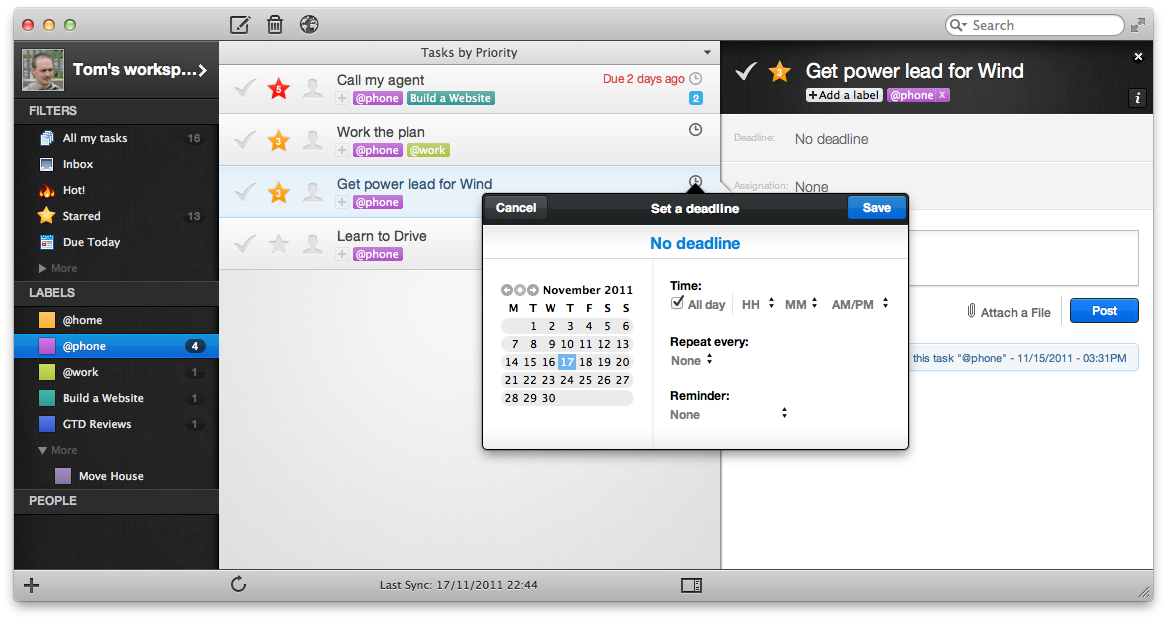 Search
Tom's worksp...
FILTERS
All my tasks 16
Inbox
Hot!
Starred 13
Due Today
More
LABELS
@home
@phone 4
@work 1
Build a Website 1
GTD Reviews 1
More
Move House
PEOPLE
Tasks by Priority
5 Call my agent Due 2 days ago
@phone Build a Website 2
3 Work the plan
@phone @work
3 Get power lead for Wind
@phone
Learn to Drive
@phone
Last Sync: 17/11/2011 22:44
3 Get power lead for Wind
+Add a label @phone x
i
Deadline: No deadline
Assignation: None
Attach a File Post
this task "@phone" - 11/15/2011 - 03:31PM
Cancel Set a deadline Save
No deadline
November 2011
M T W T F S S
1 2 3 4 5 6
7 8 9 10 11 12 13
14 15 16 17 18 19 20
21 22 23 24 25 26 27
28 29 30
Time:
All day HH MM AM/PM
Repeat every:
None
Reminder:
None